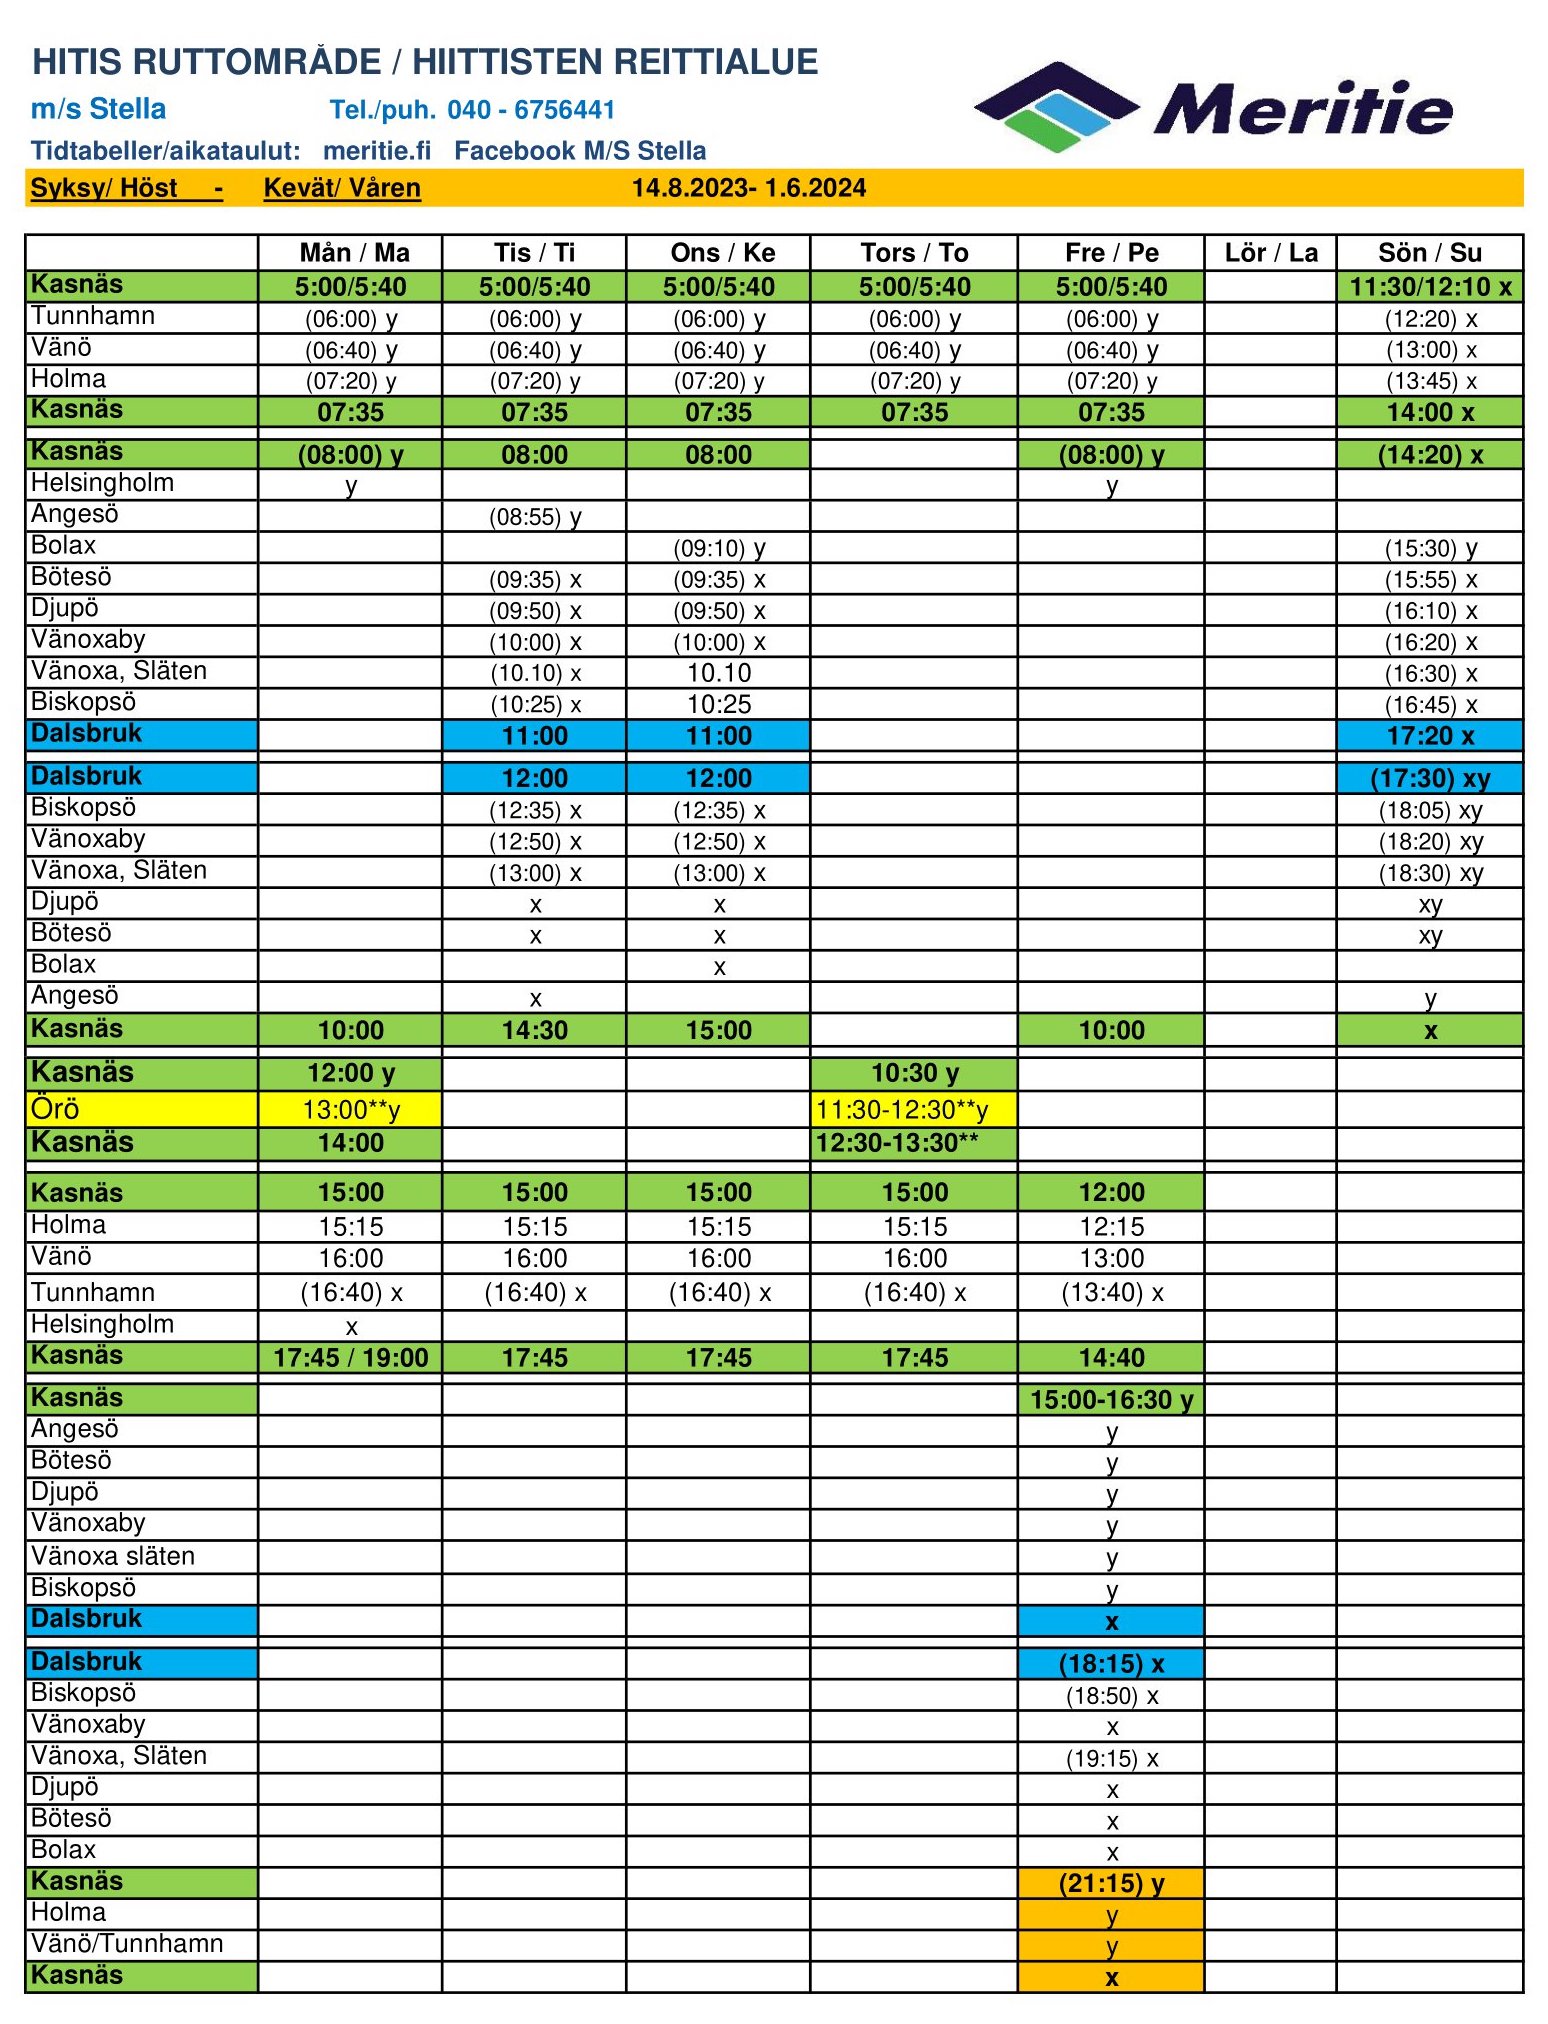 HITIS RUTTOMRÅDE / HIITTISTEN REITTIALUE
m/s Stella Tel./puh. 040 - 6756441
Meritie
Tidtabeller/aikataulut: meritie.fi Facebook M/S Stella
Syksy/ Höst - Kevät/ Våren 14.8.2023- 1.6.2024
Mån / Ma Tis / Ti Ons / Ke Tors / To Fre / Pe Lör / La Sön / Su
Kasnäs 5:00/5:40 5:00/5:40 5:00/5:40 5:00/5:40 5:00/5:40 11:30/12:10 x
Tunnhamn (06:00) y (06:00) y (06:00) y (06:00) y (06:00) y (12:20) x
Vänö (06:40) y (06:40) y (06:40) y (06:40) y (06:40) y (13:00) x
Holma (07:20) y (07:20) y (07:20) y (07:20) y (07:20) y (13:45) x
Kasnäs 07:35 07:35 07:35 07:35 07:35 14:00 x
Kasnäs (08:00) y 08:00 08:00 (08:00) y (14:20) x
Helsingholm y y
Angesö (08:55) y
Bolax (09:10) y (15:30) y
Bötesö (09:35) x (09:35) x (15:55) x
Djupö (09:50) x (09:50) x (16:10) x
Vänoxaby (10:00) x (10:00) x (16:20) x
Vänoxa, Släten (10.10) x 10.10 (16:30) x
Biskopsö (10:25) x 10:25 (16:45) x
Dalsbruk 11:00 11:00 17:20 x
Dalsbruk 12:00 12:00 (17:30) xy
Biskopsö (12:35) x (12:35) x (18:05) xy
Vänoxaby (12:50) x (12:50) x (18:20) xy
Vänoxa, Släten (13:00) x (13:00) x (18:30) xy
Djupö x x xy
Bötesö x x xy
Bolax x
Angesö x y
Kasnäs 10:00 14:30 15:00 10:00 x
Kasnäs 12:00 y 10:30 y
Örö 13:00**y 11:30-12:30**y
Kasnäs 14:00 12:30-13:30**
Kasnäs 15:00 15:00 15:00 15:00 12:00
Holma 15:15 15:15 15:15 15:15 12:15
Vänö 16:00 16:00 16:00 16:00 13:00
Tunnhamn (16:40) x (16:40) x (16:40) x (16:40) x (13:40) x
Helsingholm x
Kasnäs 17:45 / 19:00 17:45 17:45 17:45 14:40
Kasnäs 15:00-16:30 y
Angesö y
Bötesö y
Djupö y
Vänoxaby y
Vänoxa släten y
Biskopsö y
Dalsbruk x
Dalsbruk (18:15) x
Biskopsö (18:50) x
Vänoxaby x
Vänoxa, Släten (19:15) x
Djupö x
Bötesö x
Bolax x
Kasnäs (21:15) y
Holma y
Vänö/Tunnhamn y
Kasnäs x